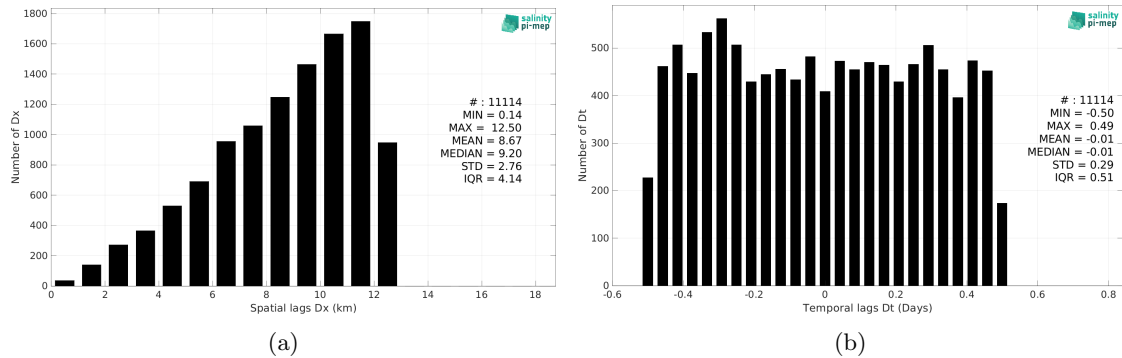 1800
1600
1400
1200
1000
800
600
400
200
0
Number of Dx
salinity
pi-mep
# : 11114
MIN = 0.14
MAX = 12.50
MEAN = 8.67
MEDIAN = 9.20
STD = 2.76
IQR = 4.14
0 2 4 6 8 10 12 14 16 18
Spatial lags Dx (km)
(a)
500
400
300
200
100
0
Number of Dt
salinity
pi-mep
# : 11114
MIN = -0.50
MAX = 0.49
MEAN = -0.01
MEDIAN = -0.01
STD = 0.29
IQR = 0.51
-0.6 -0.4 -0.2 0 0.2 0.4 0.6 0.8
Temporal lags Dt (Days)
(b)